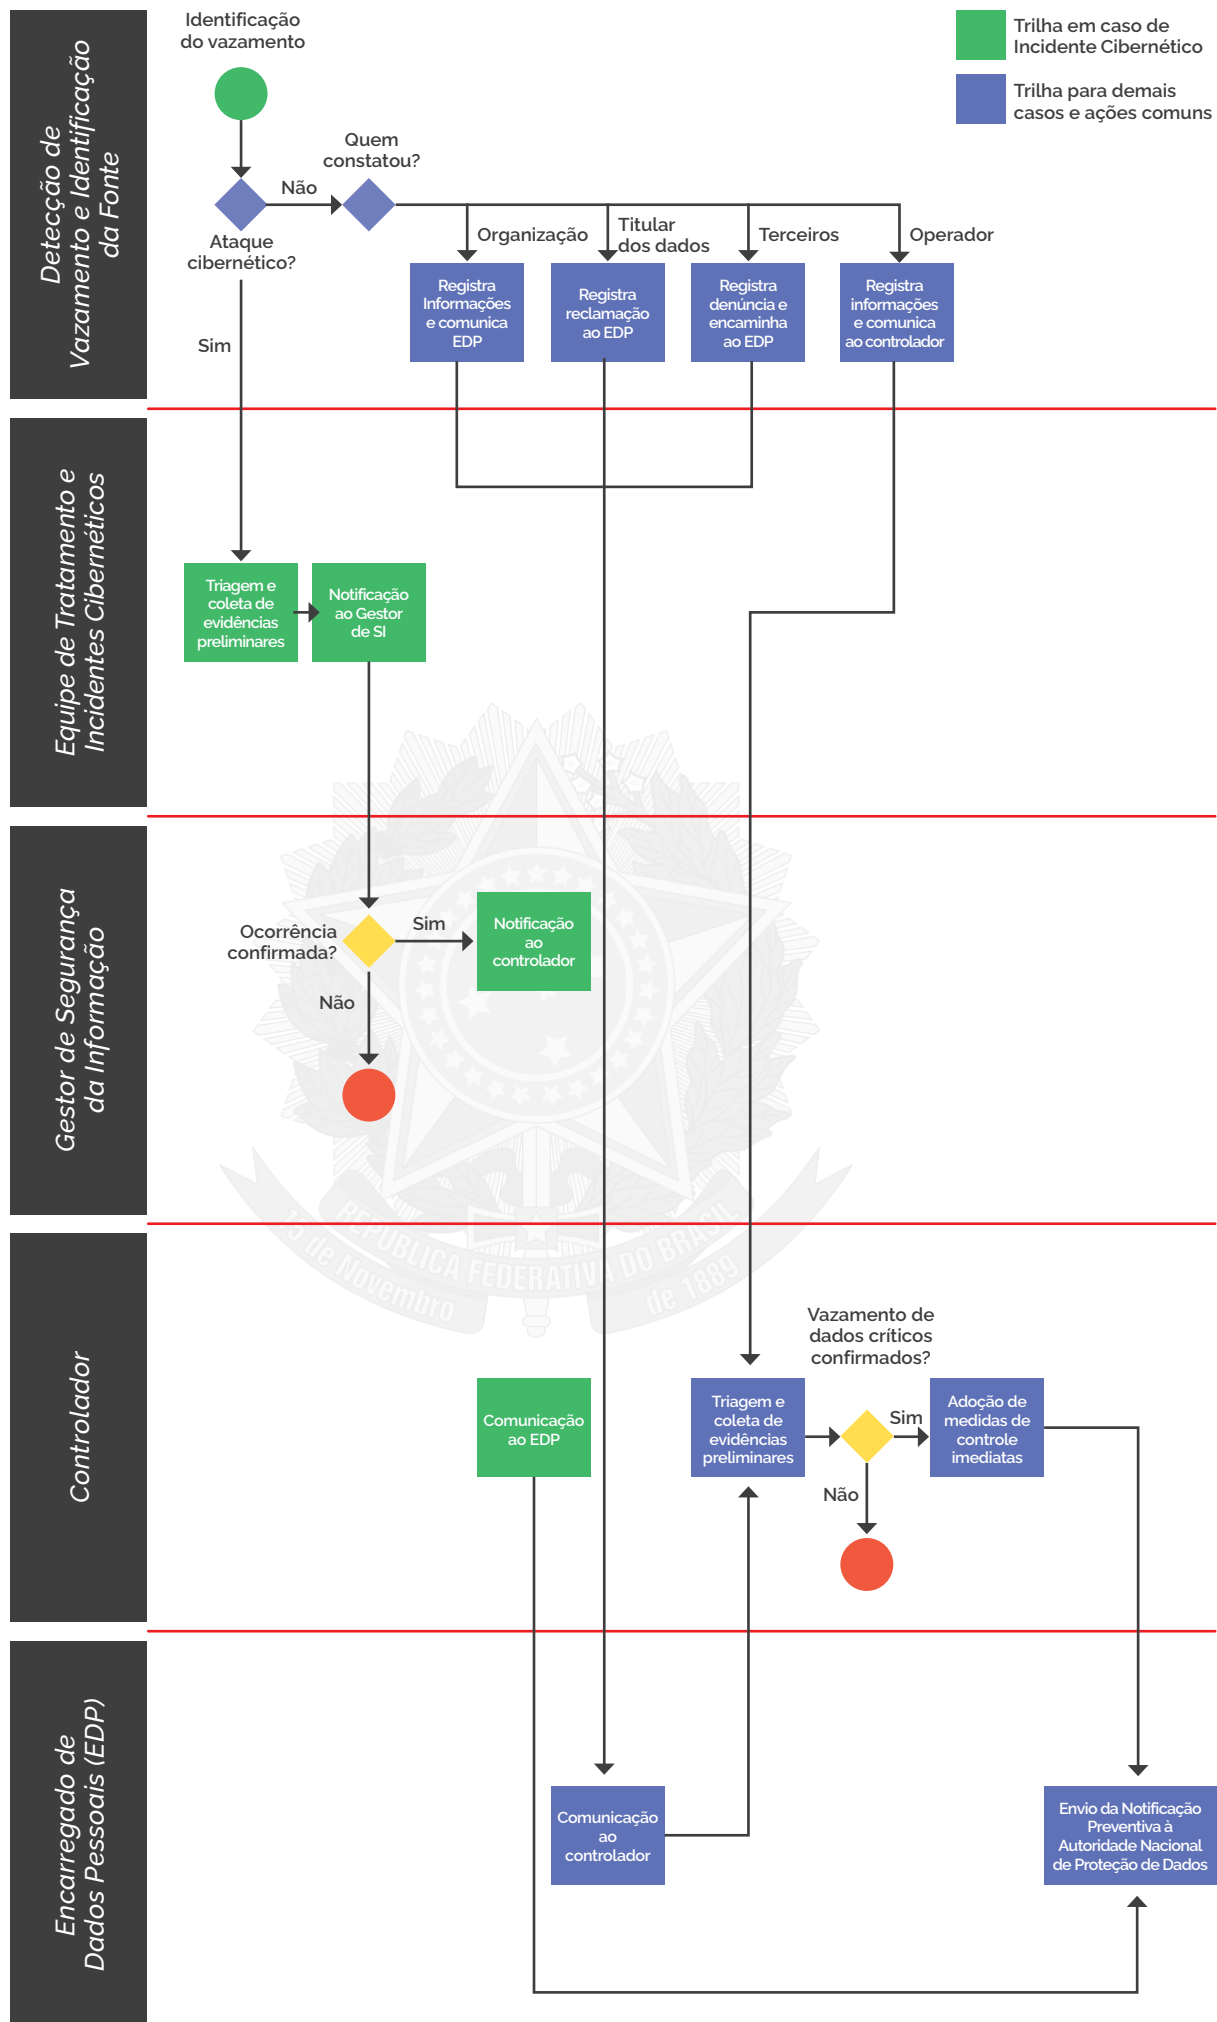 Identificação
do vazamento
Trilha em caso de
Incidente Cibernético
Trilha para demais
casos e ações comuns
Detecção de
Vazamento e Identificação
da Fonte
Quem
constatou?
Não
Ataque
cibernético?
Organização
Titular
dos dados
Terceiros
Operador
Registra
Informações
e comunica
EDP
Registra
reclamação
ao EDP
Registra
denúncia e
encaminha
ao EDP
Registra
informações
e comunica
ao controlador
Sim
Equipe de Tratamento e
Incidentes Cibernéticos
Triagem e
coleta de
evidências
preliminares
Notificação
ao Gestor
de SI
Gestor de Segurança
da Informação
Ocorrência
confirmada?
Sim
Notificação
ao
controlador
Não
REPÚBLICA FEDERATIVA DO BRASIL
15 de Novembro
de 1889
Controlador
Vazamento de
dados críticos
confirmados?
Comunicação
ao EDP
Triagem e
coleta de
evidências
preliminares
Sim
Adoção de
medidas de
controle
imediatas
Não
Encarregado de
Dados Pessoais (EDP)
Comunicação
ao
controlador
Envio da Notificação
Preventiva à
Autoridade Nacional
de Proteção de Dados